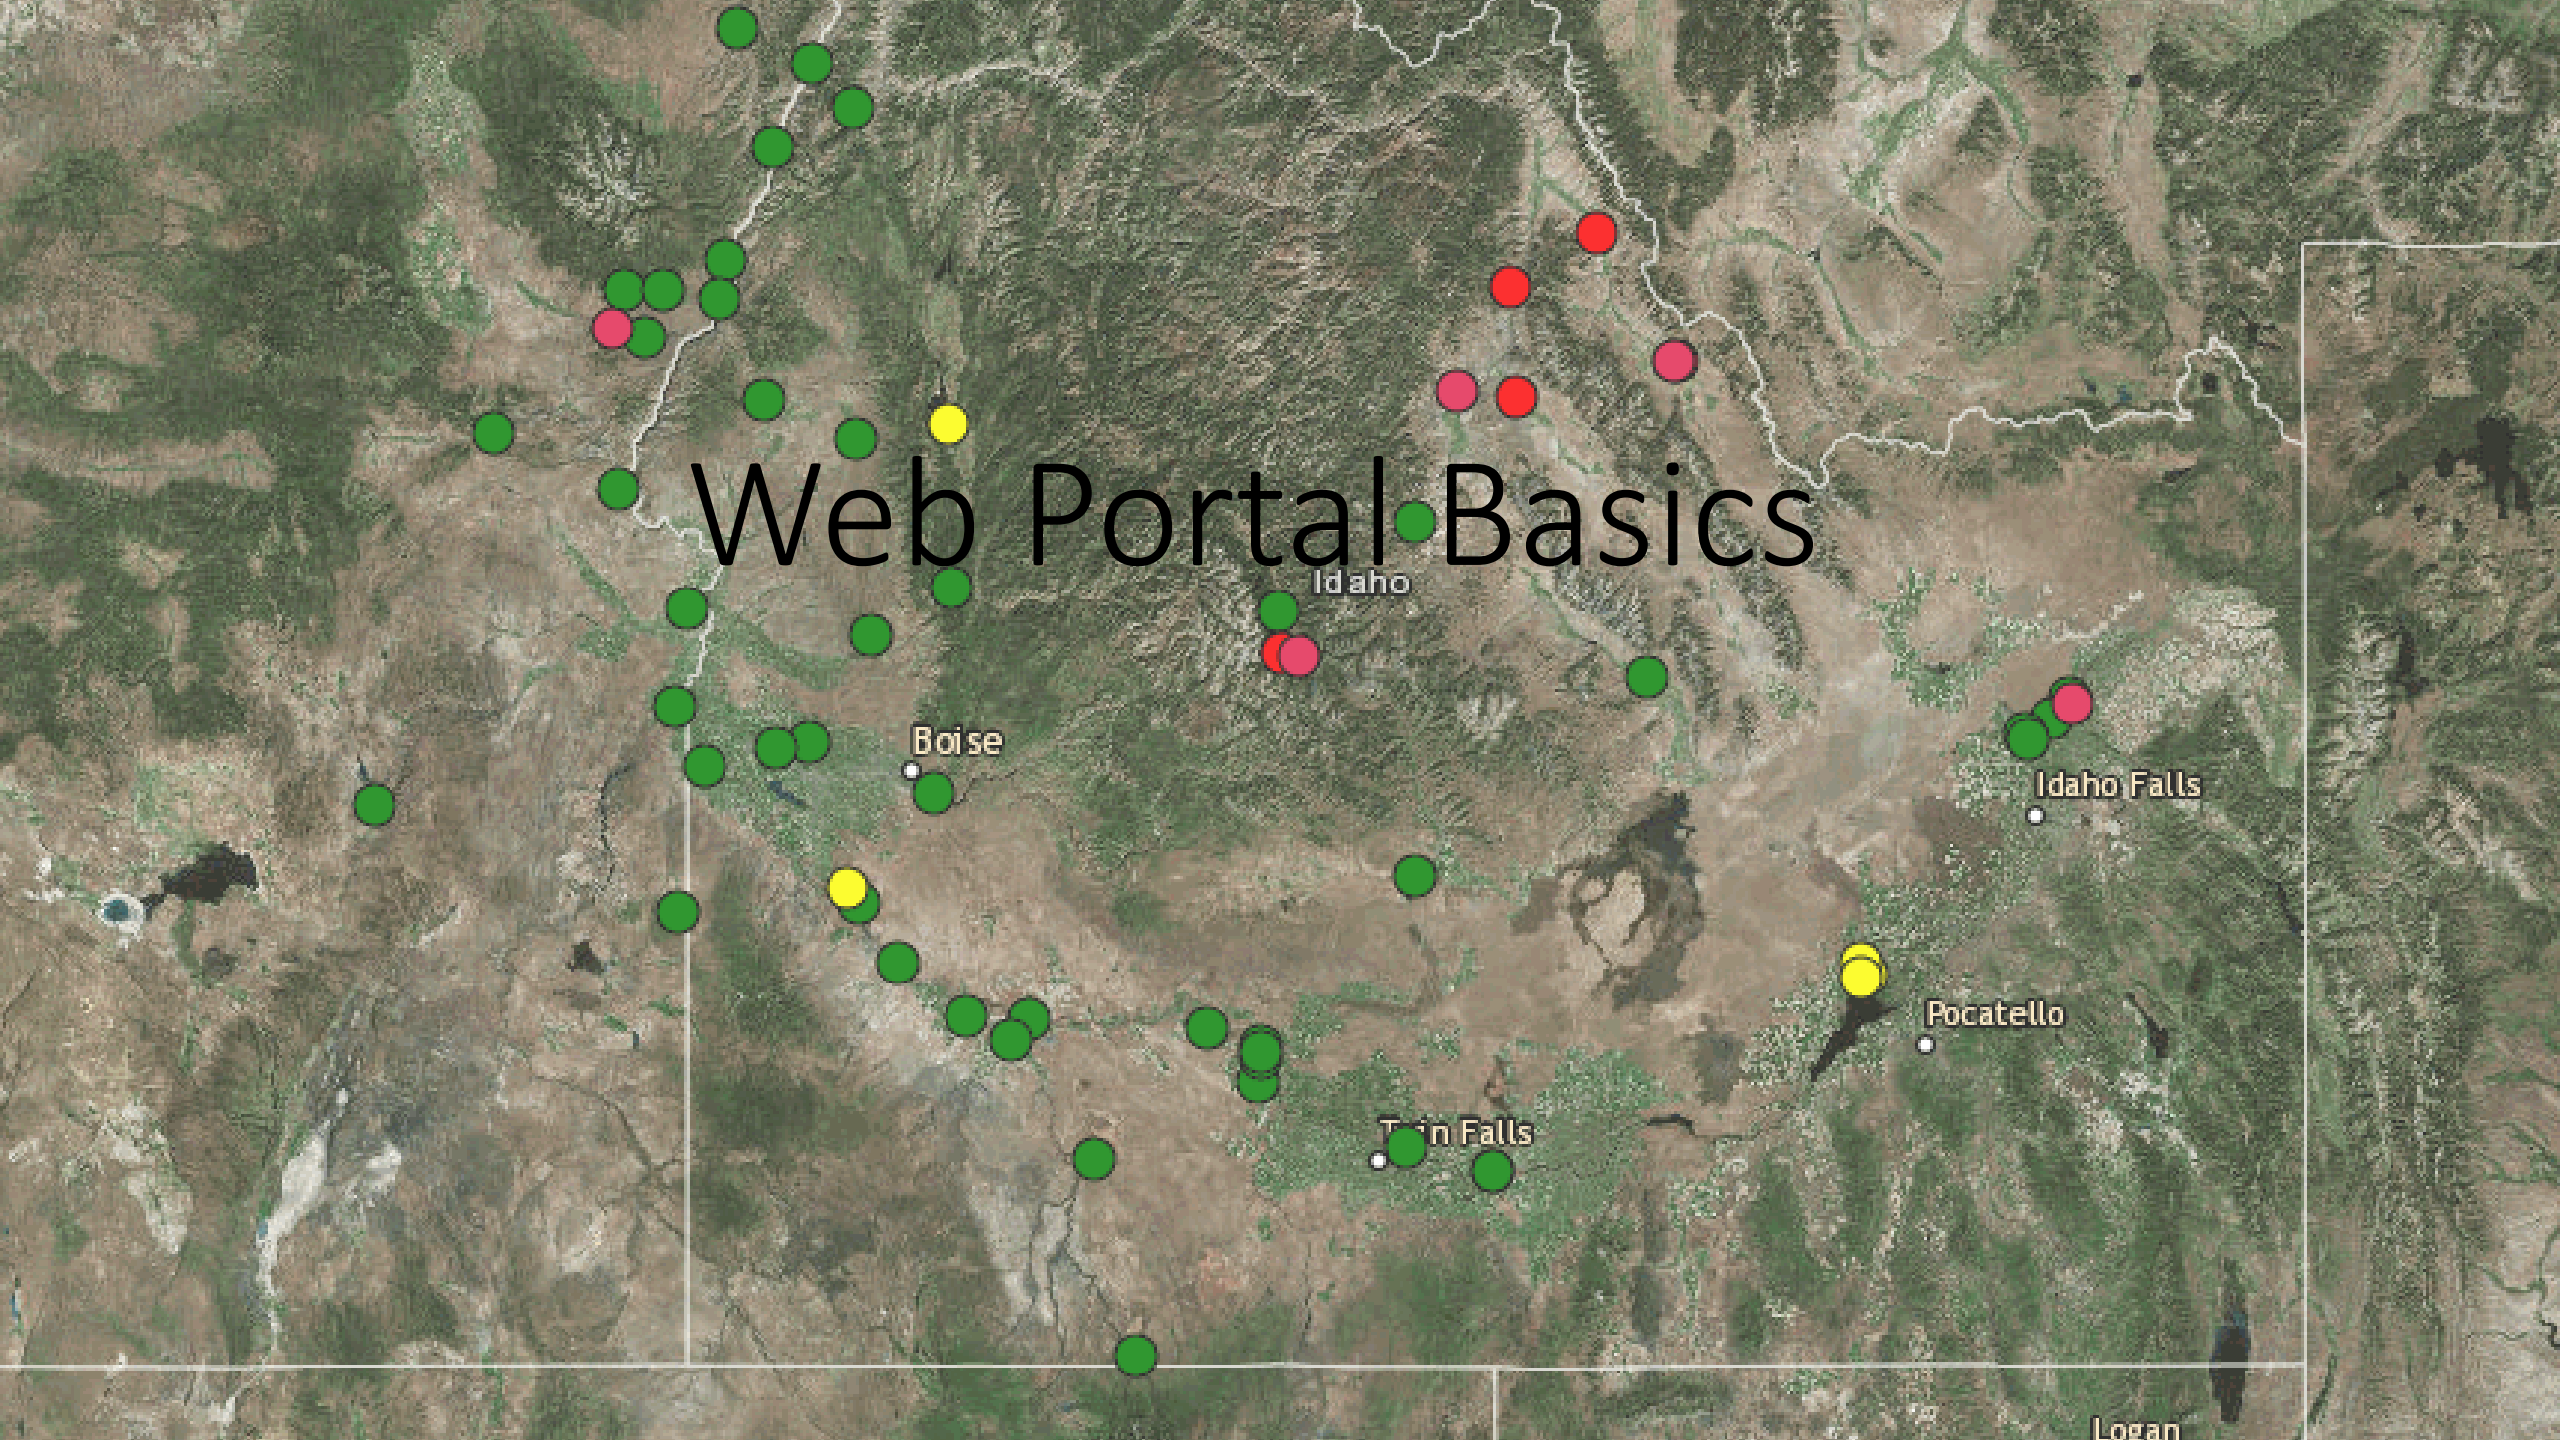 Web Portal Basics
Idaho
Boise
Idaho Falls
Pocatello
Falls
Logan